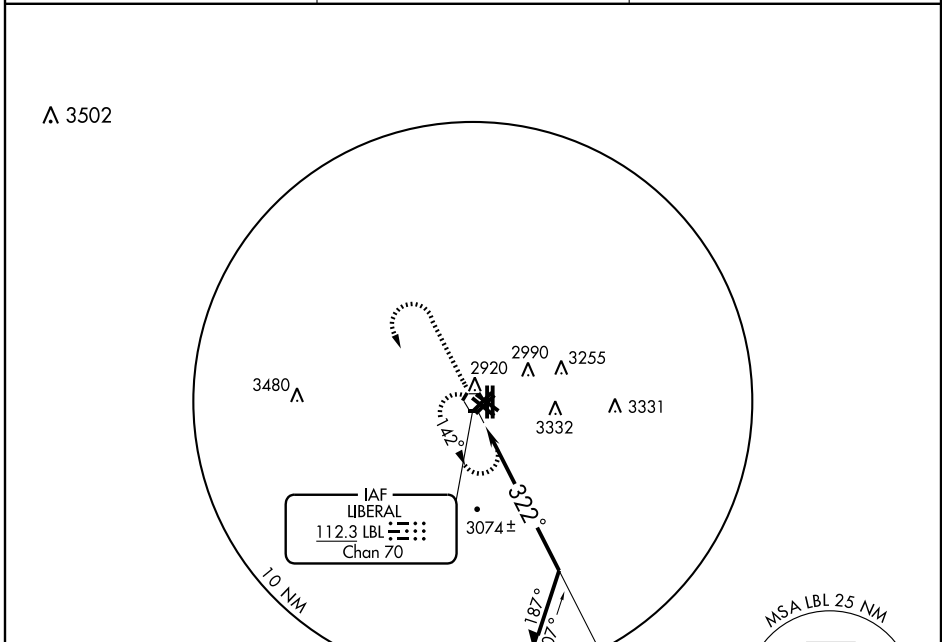 3502
2920
2990
3255
3480
3332
3331
142°
IAF
LIBERAL
112.3 LBL
Chan 70
3074±
322°
10 NM
187°
MSA LBL 25 NM